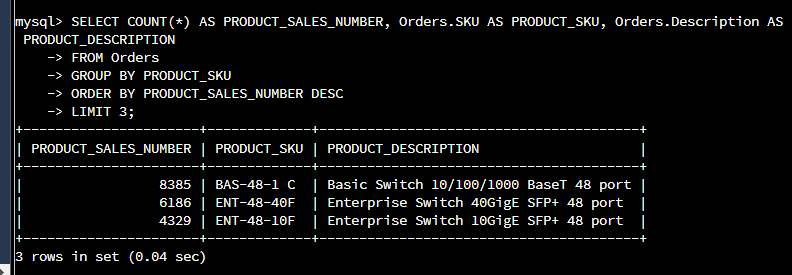 mysql> SELECT COUNT(*) AS PRODUCT_SALES_NUMBER, Orders.SKU AS PRODUCT_SKU, Orders.Description AS
 PRODUCT_DESCRIPTION
    -> FROM Orders
    -> GROUP BY PRODUCT_SKU
    -> ORDER BY PRODUCT_SALES_NUMBER DESC
    -> LIMIT 3;
+----------------------+-------------+----------------------------------------+
| PRODUCT_SALES_NUMBER | PRODUCT_SKU | PRODUCT_DESCRIPTION                    |
+----------------------+-------------+----------------------------------------+
|                 8385 | BAS-48-1 C  | Basic Switch 10/100/1000 BaseT 48 port |
|                 6186 | ENT-48-40F  | Enterprise Switch 40GigE SFP+ 48 port  |
|                 4329 | ENT-48-10F  | Enterprise Switch 10GigE SFP+ 48 port  |
+----------------------+-------------+----------------------------------------+
3 rows in set (0.04 sec)